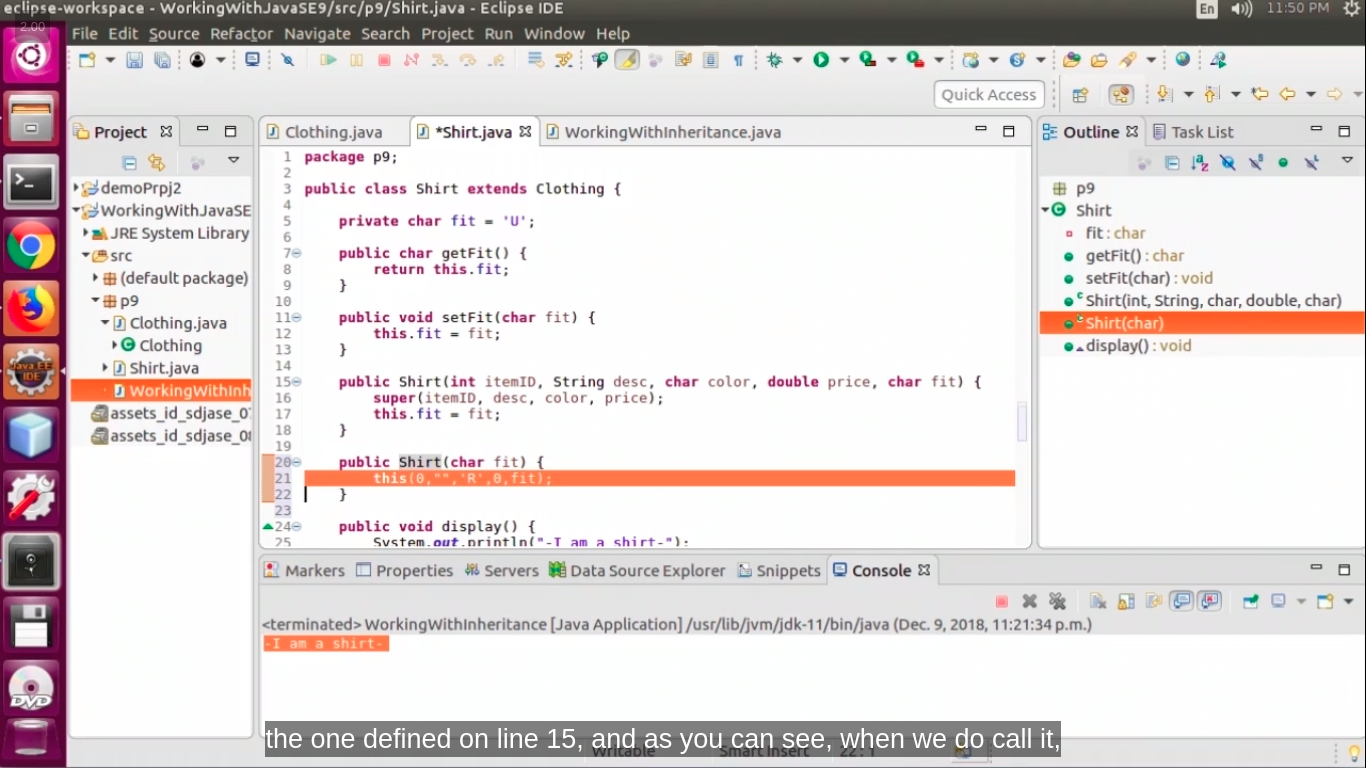 eclipse-workspace - WorkingWithJavaSE9/src/p9/Shirt.java - Eclipse IDE
En
11:50 PM
2.00
File Edit Source Refactor Navigate Search Project Run Window Help
Quick Access
Project
Clothing.java
*Shirt.java
WorkingWithInheritance.java
Outline
Task List
demoPrpj2
WorkingWithJavaSE
JRE System Library
src
(default package)
p9
Clothing.java
Clothing
Shirt.java
WorkingWithInh
assets_id_sdjase_0
assets_id_sdjase_08
1 package p9;
2
3 public class Shirt extends Clothing {
4
5 private char fit = 'U';
6
7 public char getFit() {
8 return this.fit;
9 }
10
11 public void setFit(char fit) {
12 this.fit = fit;
13 }
14
15 public Shirt(int itemID, String desc, char color, double price, char fit) {
16 super(itemID, desc, color, price);
17 this.fit = fit;
18 }
19
20 public Shirt(char fit) {
21 this(0,"",'R',0,fit);
22 }
23
24 public void display() {
25 System.out.println("-I am a shirt-");
p9
Shirt
fit : char
getFit() : char
setFit(char) : void
Shirt(int, String, char, double, char)
Shirt(char)
display() : void
Markers
Properties
Servers
Data Source Explorer
Snippets
Console
<terminated> WorkingWithInheritance [Java Application] /usr/lib/jvm/jdk-11/bin/java (Dec. 9, 2018, 11:21:34 p.m.)
-I am a shirt-
the one defined on line 15, and as you can see, when we do call it,
Writable
Smart Insert
22 : 1
Java EE
IDE
DVD